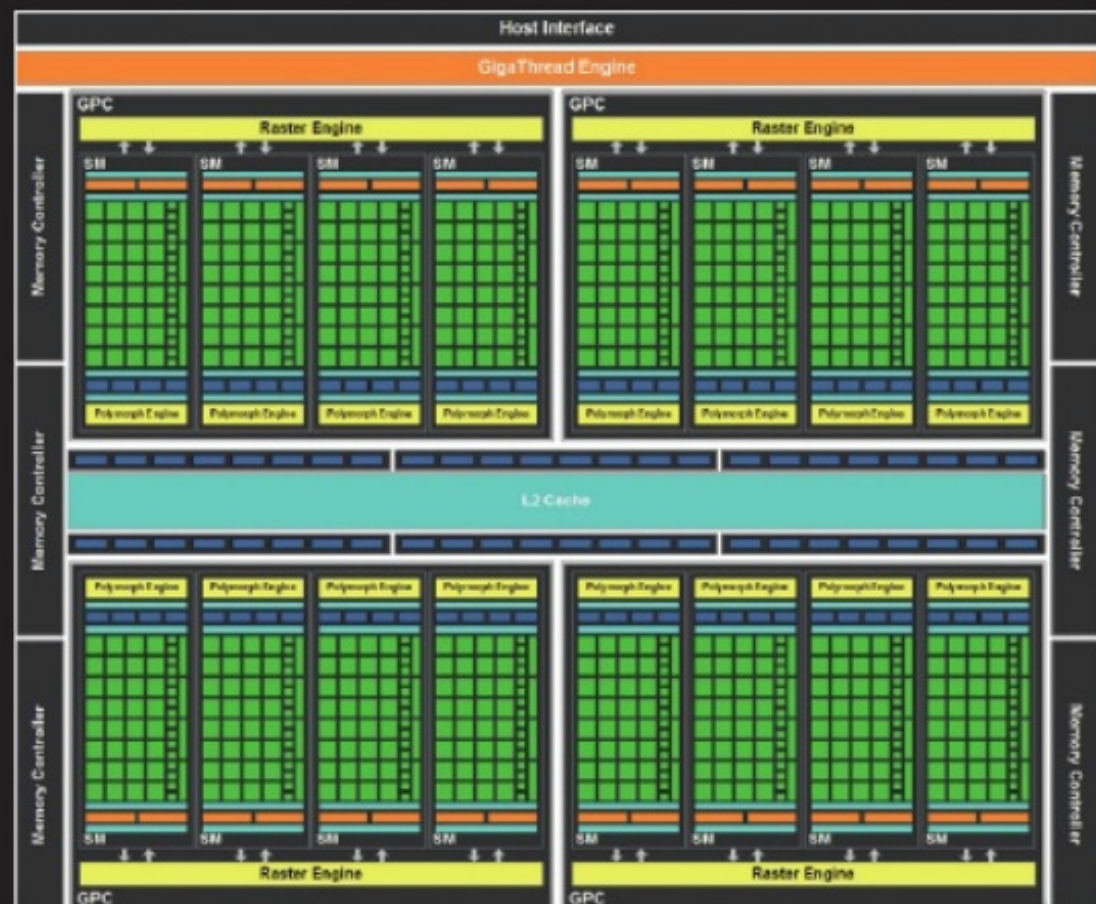 Host Interface
GigaThread Engine
GPC
GPC
Raster Engine
Raster Engine
SM SM SM SM
SM SM SM SM
Memory Controller
Memory Controller
Polymorph Engine Polymorph Engine Polymorph Engine Polymorph Engine
Polymorph Engine Polymorph Engine Polymorph Engine Polymorph Engine
Memory Controller
L2 Cache
Memory Controller
Polymorph Engine Polymorph Engine Polymorph Engine Polymorph Engine
Polymorph Engine Polymorph Engine Polymorph Engine Polymorph Engine
Memory Controller
Memory Controller
SM SM SM SM
SM SM SM SM
Raster Engine
Raster Engine
GPC
GPC